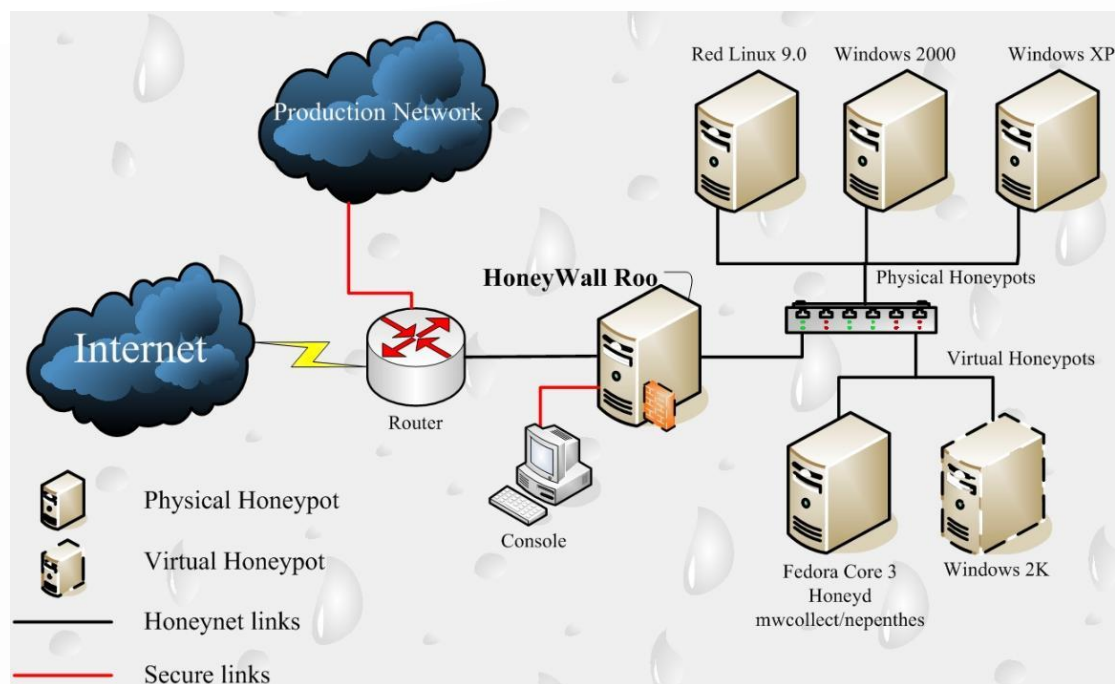 Red Linux 9.0
Windows 2000
Windows XP
Production Network
HoneyWall Roo
Physical Honeypots
Internet
Virtual Honeypots
Router
Console
Physical Honeypot
Virtual Honeypot
Fedora Core 3
Honeyd
mwcollect/nepenthes
Windows 2K
Honeynet links
Secure links